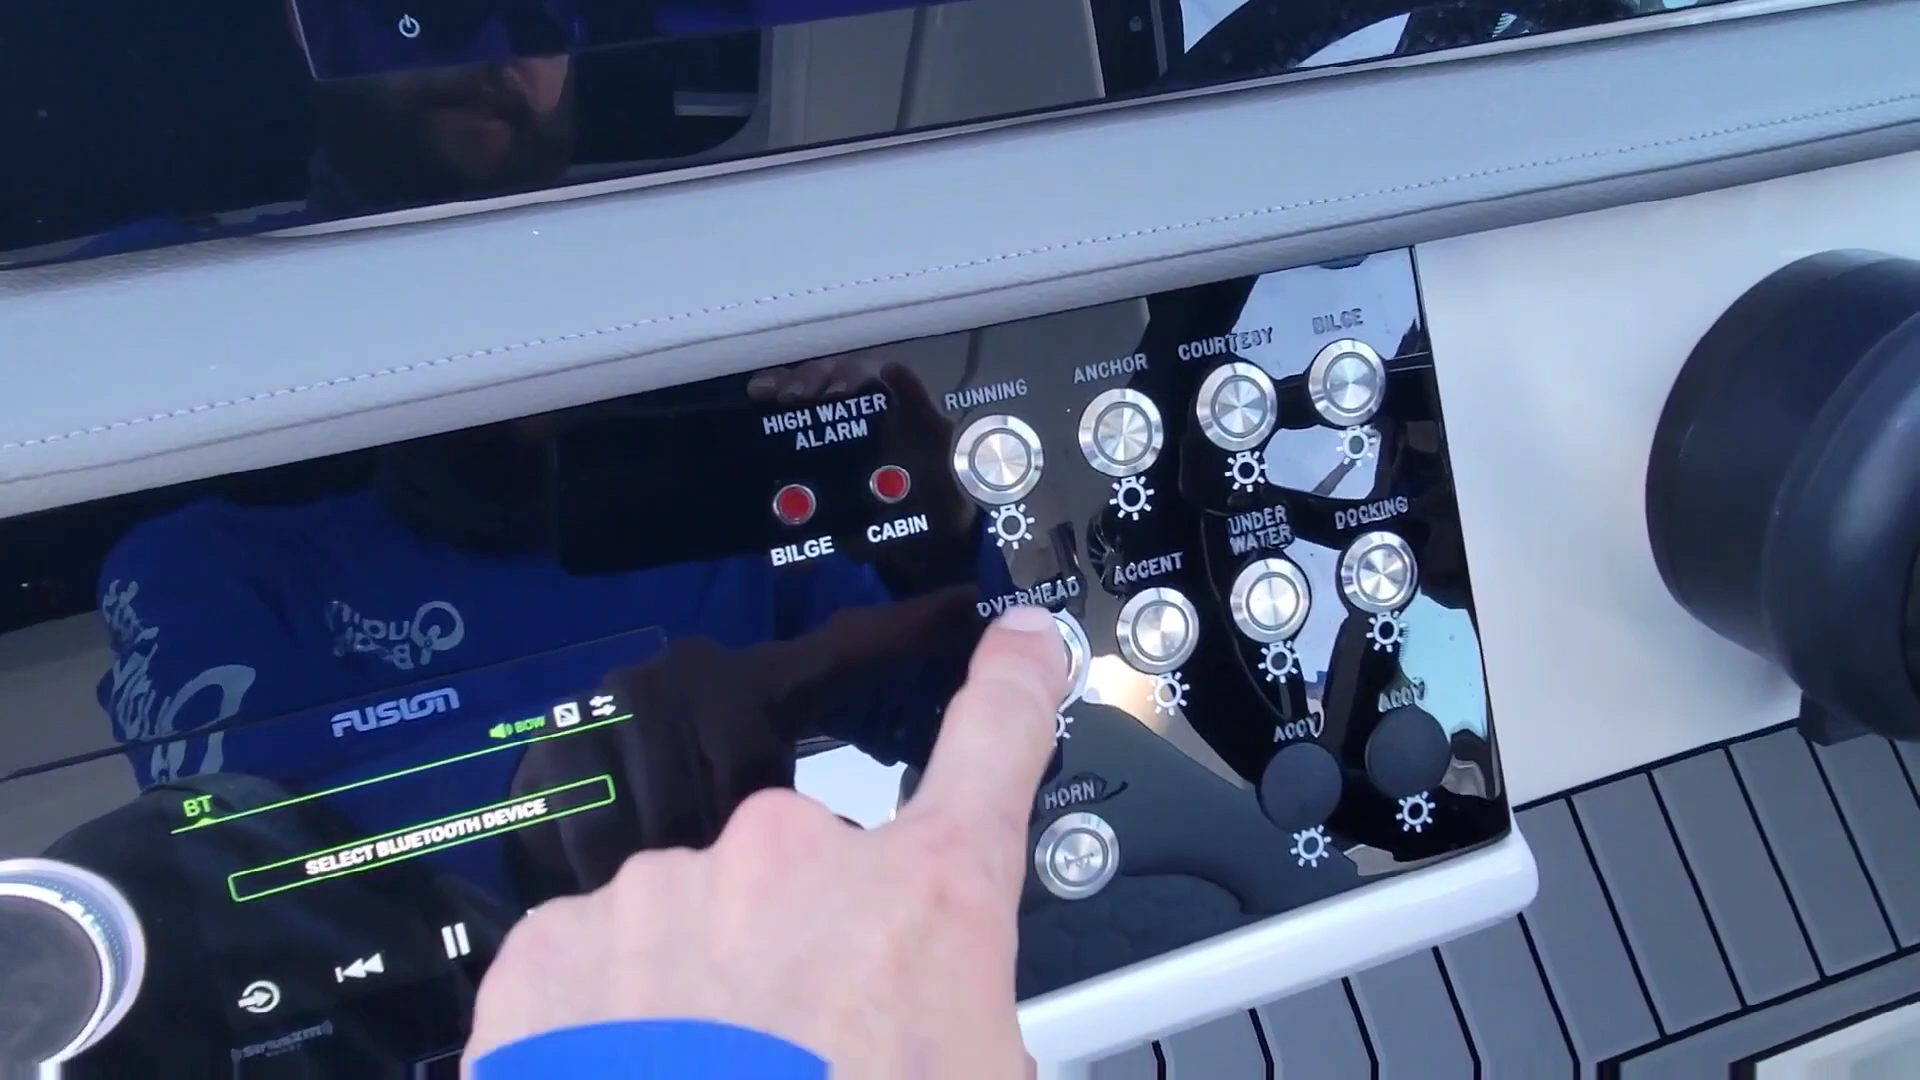 HIGH WATER
ALARM
BILGE
CABIN
RUNNING
ANCHOR
COURTESY
BILGE
OVERHEAD
ACCENT
UNDER
WATER
DOCKING
HORN
ACCY
ACCY
FUSION
BOW
BT
SELECT BLUETOOTH DEVICE
SIRIUSXM